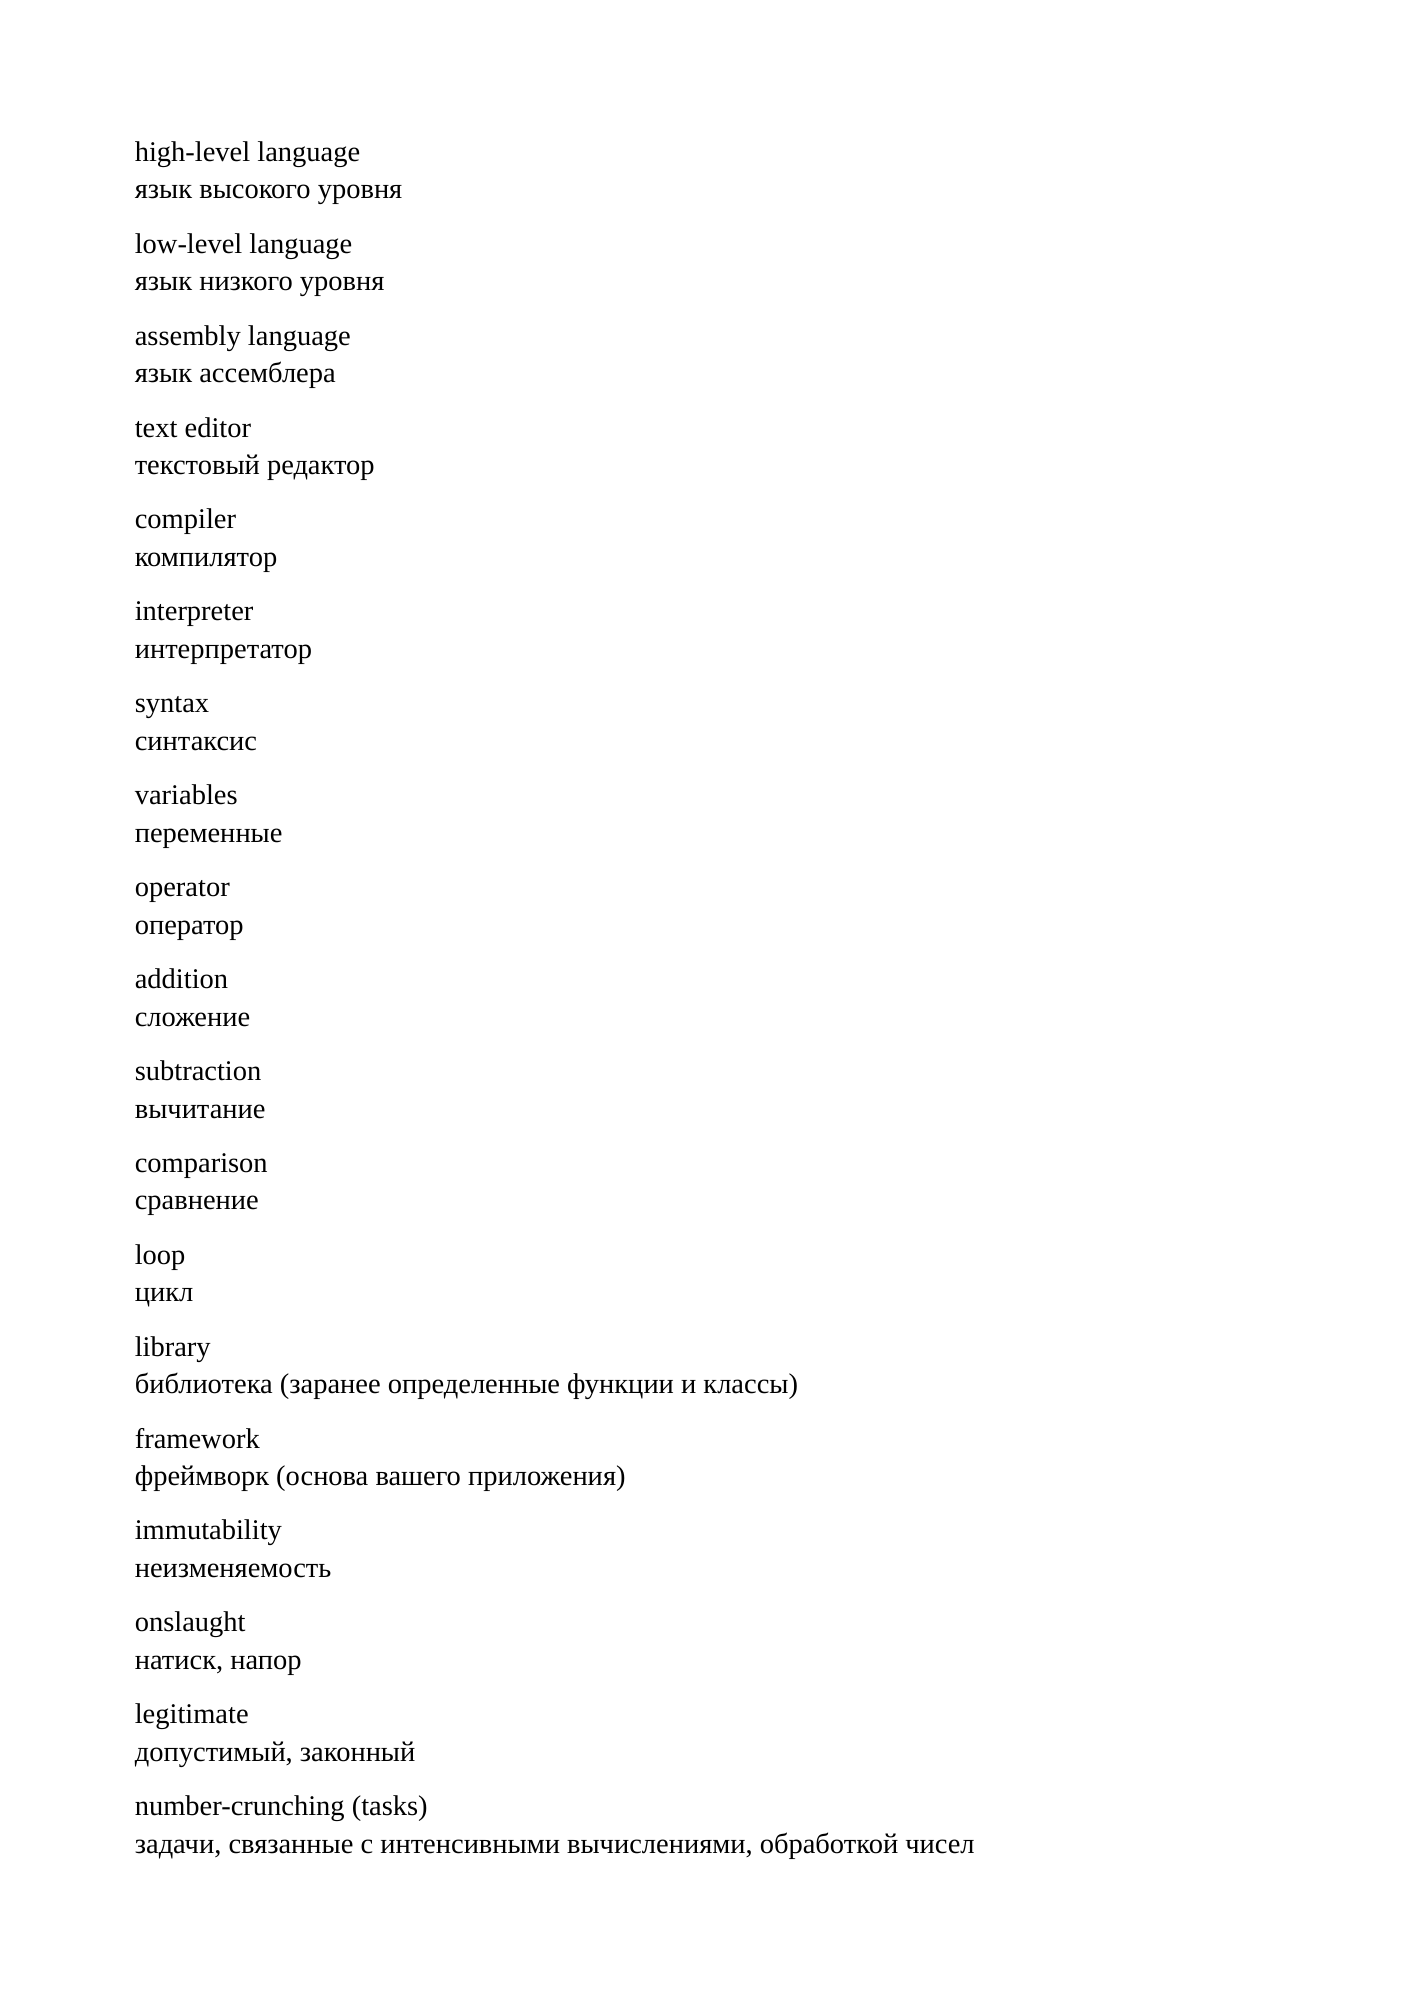 high-level language
язык высокого уровня
low-level language
язык низкого уровня
assembly language
язык ассемблера
text editor
текстовый редактор
compiler
компилятор
interpreter
интерпретатор
syntax
синтаксис
variables
переменные
operator
оператор
addition
сложение
subtraction
вычитание
comparison
сравнение
loop
цикл
library
библиотека (заранее определенные функции и классы)
framework
фреймворк (основа вашего приложения)
immutability
неизменяемость
onslaught
натиск, напор
legitimate
допустимый, законный
number-crunching (tasks)
задачи, связанные с интенсивными вычислениями, обработкой чисел